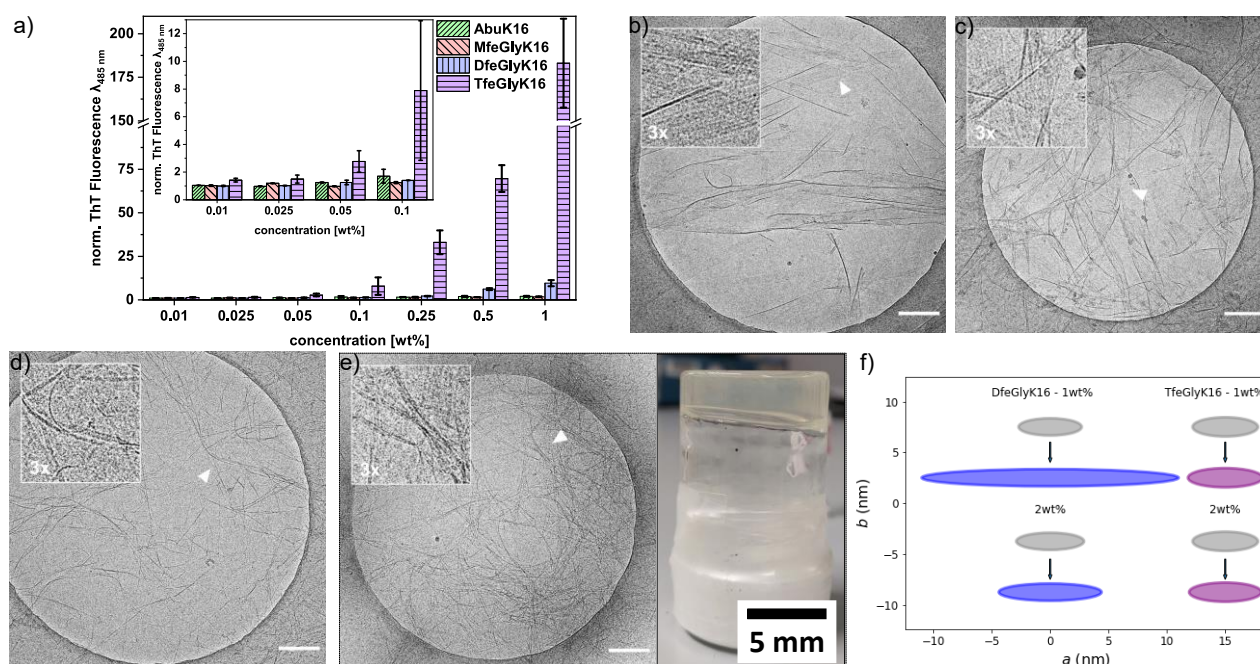 a)
norm. ThT Fluorescence λ485 nm
200
175
150
75
50
25
0
0.01
0.025
0.05
0.1
0.25
0.5
1
concentration [wt%]
norm. ThT Fluorescence λ485 nm
12
10
8
6
4
2
0
0.01
0.025
0.05
0.1
concentration [wt%]
AbuK16
MfeGlyK16
DfeGlyK16
TfeGlyK16
b)
3x
c)
3x
d)
3x
e)
3x
5 mm
f)
DfeGlyK16 - 1wt%
TfeGlyK16 - 1wt%
2wt%
2wt%
b (nm)
10
5
0
−5
−10
−10
−5
0
5
10
15
a (nm)